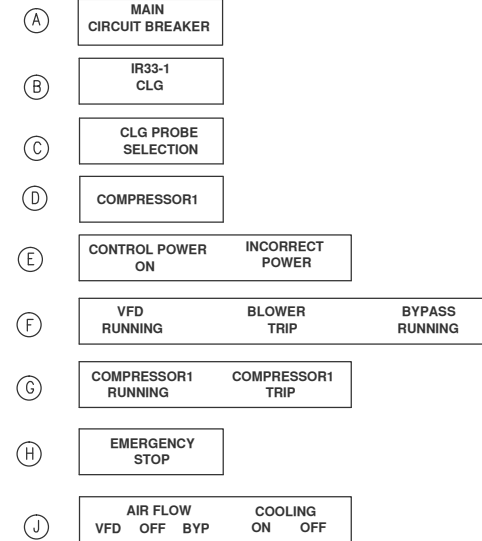 A
MAIN
CIRCUIT BREAKER
B
IR33-1
CLG
C
CLG PROBE
SELECTION
D
COMPRESSOR1
E
CONTROL POWER INCORRECT
ON POWER
F
VFD BLOWER BYPASS
RUNNING TRIP RUNNING
G
COMPRESSOR1 COMPRESSOR1
RUNNING TRIP
H
EMERGENCY
STOP
J
AIR FLOW COOLING
VFD OFF BYP ON OFF